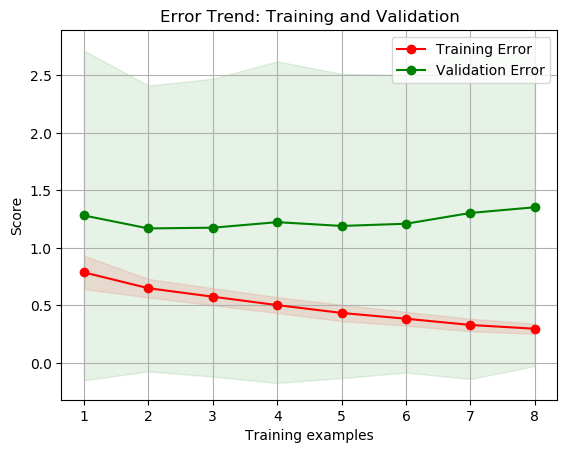 Error Trend: Training and Validation
Training Error
Validation Error
Score
2.5
2.0
1.5
1.0
0.5
0.0
1 2 3 4 5 6 7 8
Training examples